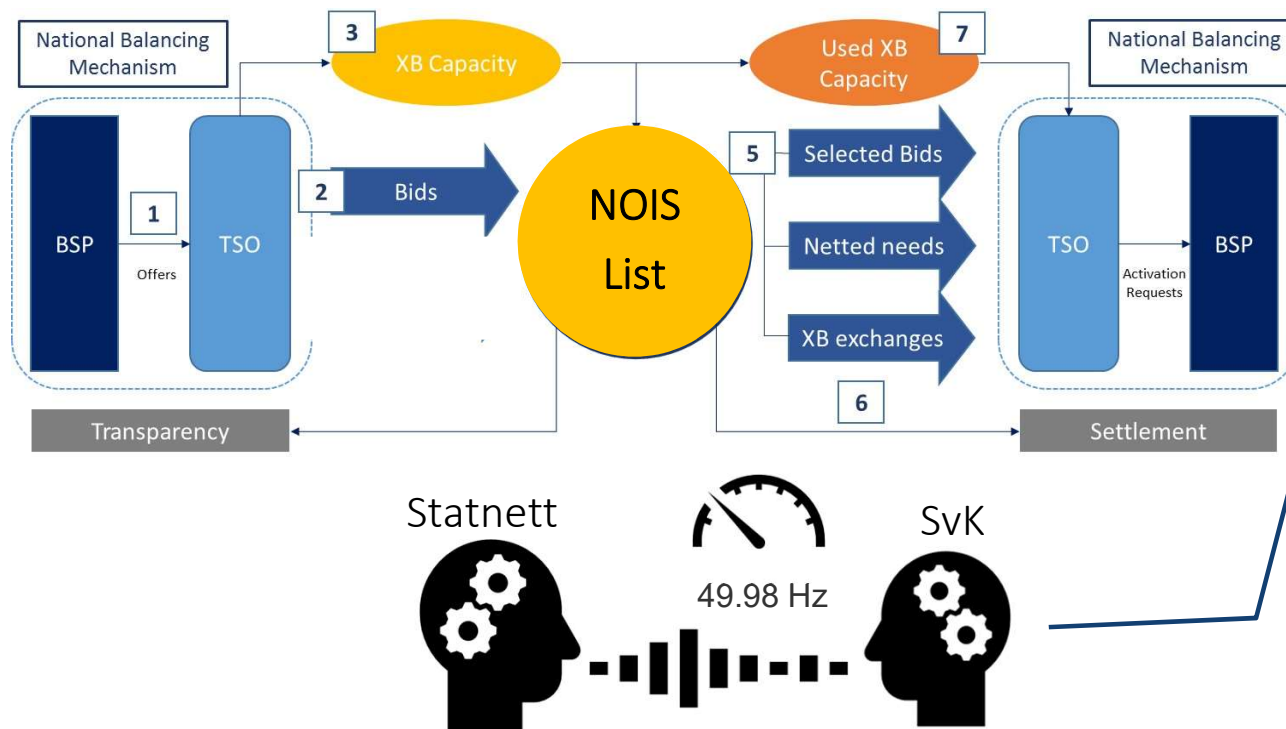 National Balancing
Mechanism
3
XB Capacity
Used XB
Capacity
7
National Balancing
Mechanism
BSP
1
Offers
TSO
2
Bids
NOIS
List
5
Selected Bids
Netted needs
XB exchanges
TSO
Activation
Requests
BSP
6
Transparency
Settlement
Statnett
SvK
49.98 Hz